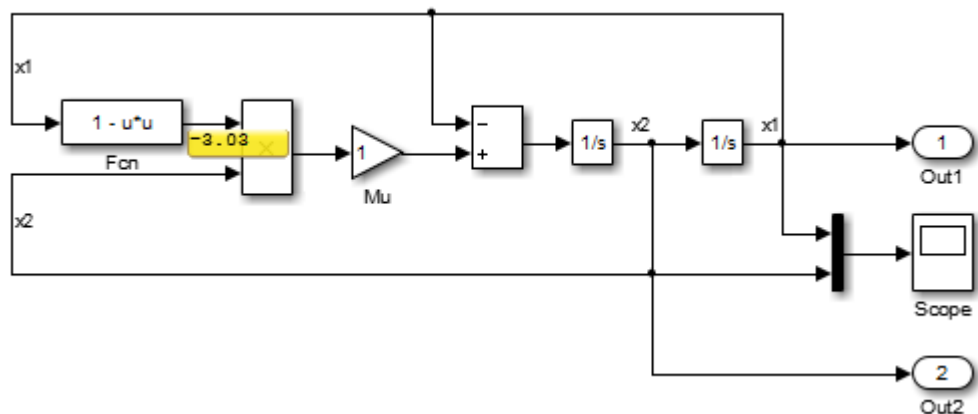 x1
1 - u*u
Fcn
-3.03
×
x2
1
Mu
−
+
1/s
x2
1/s
x1
1
Out1
Scope
2
Out2